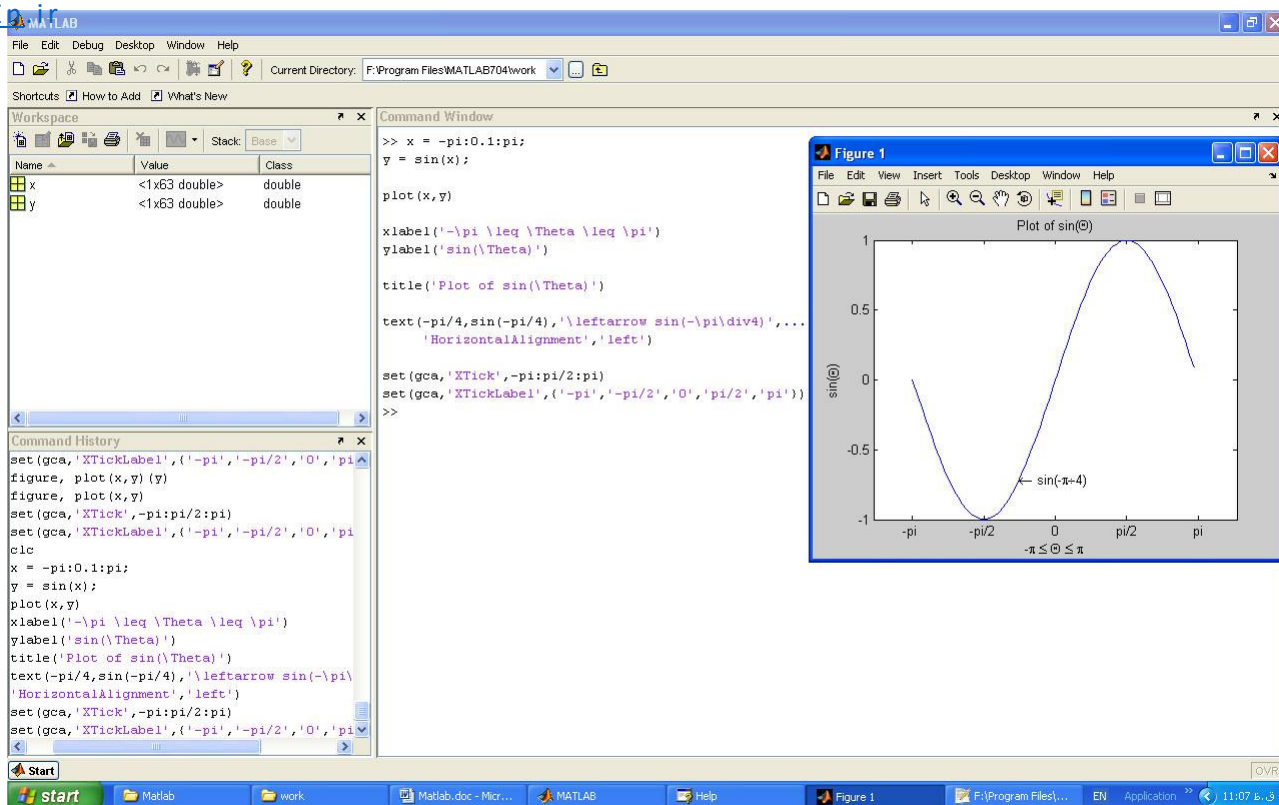 p.ir
MATLAB
File Edit Debug Desktop Window Help
Current Directory: F:\Program Files\MATLAB704\work
Shortcuts How to Add What's New
Workspace
Stack: Base
Name Value Class
x <1x63 double> double
y <1x63 double> double
Command History
set(gca,'XTickLabel',{'-pi','-pi/2','0','pi
figure, plot(x,y)(y)
figure, plot(x,y)
set(gca,'XTick',-pi:pi/2:pi)
set(gca,'XTickLabel',{'-pi','-pi/2','0','pi
clc
x = -pi:0.1:pi;
y = sin(x);
plot(x,y)
xlabel('-\pi \leq \Theta \leq \pi')
ylabel('sin(\Theta)')
title('Plot of sin(\Theta)')
text(-pi/4,sin(-pi/4),'\leftarrow sin(-\pi\
'HorizontalAlignment','left')
set(gca,'XTick',-pi:pi/2:pi)
set(gca,'XTickLabel',{'-pi','-pi/2','0','pi
Command Window
>> x = -pi:0.1:pi;
y = sin(x);
plot(x,y)
xlabel('-\pi \leq \Theta \leq \pi')
ylabel('sin(\Theta)')
title('Plot of sin(\Theta)')
text(-pi/4,sin(-pi/4),'\leftarrow sin(-\pi\div4)',...
'HorizontalAlignment','left')
set(gca,'XTick',-pi:pi/2:pi)
set(gca,'XTickLabel',{'-pi','-pi/2','0','pi/2','pi'})
>>
Figure 1
File Edit View Insert Tools Desktop Window Help
Plot of sin(Θ)
1
0.5
0
-0.5
-1
sin(Θ)
← sin(-π÷4)
-pi -pi/2 0 pi/2 pi
-π ≤ Θ ≤ π
Start
OVR
start Matlab work Matlab.doc - Micr... MATLAB Help Figure 1 F:\Program Files\... EN Application » 11:07 ق.ظ